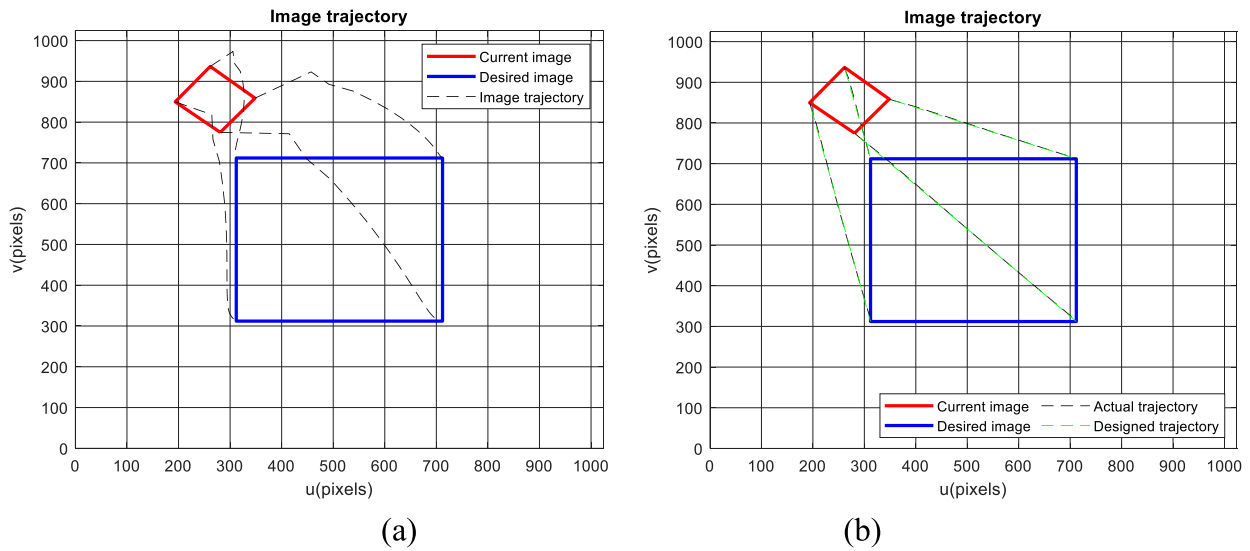 Image trajectory
Current image
Desired image
Image trajectory
1000
900
800
700
600
500
400
300
200
100
0
v(pixels)
0 100 200 300 400 500 600 700 800 900 1000
u(pixels)
(a)
Image trajectory
1000
900
800
700
600
500
400
300
200
100
0
v(pixels)
Current image Actual trajectory
Desired image Designed trajectory
0 100 200 300 400 500 600 700 800 900 1000
u(pixels)
(b)